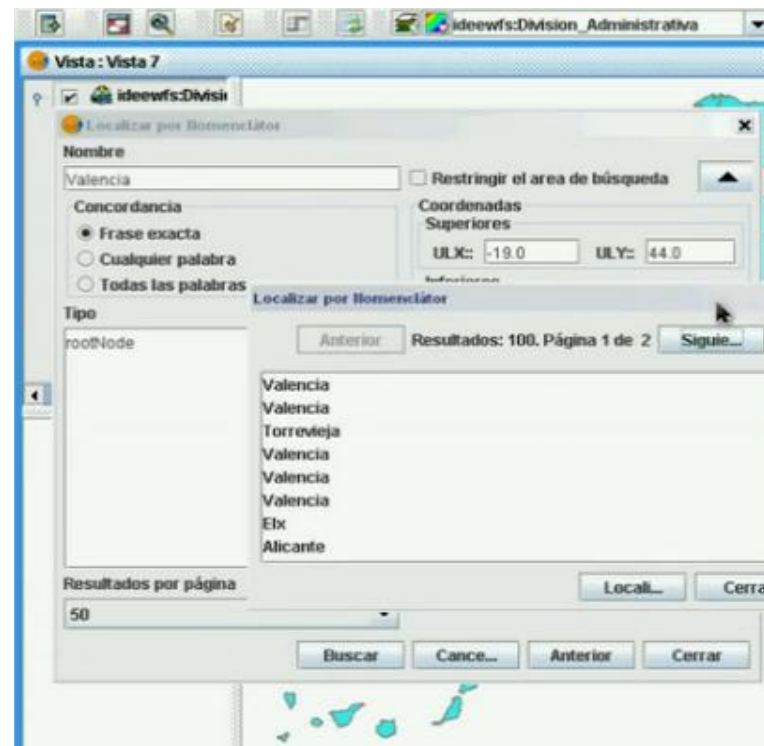 ideewfs:Division_Administrativa
Vista : Vista 7
ideewfs:Divisi
Localizar por Nomenclátor
Nombre
Valencia
Restringir el area de búsqueda
Concordancia
Frase exacta
Cualquier palabra
Todas las palabras
Coordenadas
Superiores
ULX:: -19.0 ULY:: 44.0
Inferiores
Tipo
rootNode
Localizar por Nomenclátor
Anterior Resultados: 100. Página 1 de 2 Siguie...
Valencia
Valencia
Torrevieja
Valencia
Valencia
Valencia
Elx
Alicante
Locali... Cerra
Resultados por página
50
Buscar Cance... Anterior Cerrar